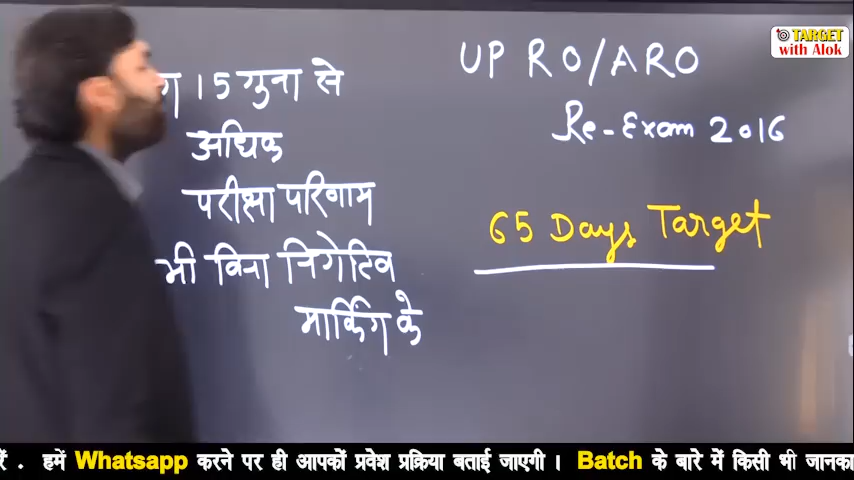 TARGET
with Alok
15 गुना से
अधिक
परीक्षा परिणाम
भी बिना निगेटिव
मार्किंग के
UP RO/ARO
Re-Exam 2016
65 Days Target
हमें Whatsapp करने पर ही आपकों प्रवेश प्रक्रिया बताई जाएगी । Batch के बारे में किसी भी